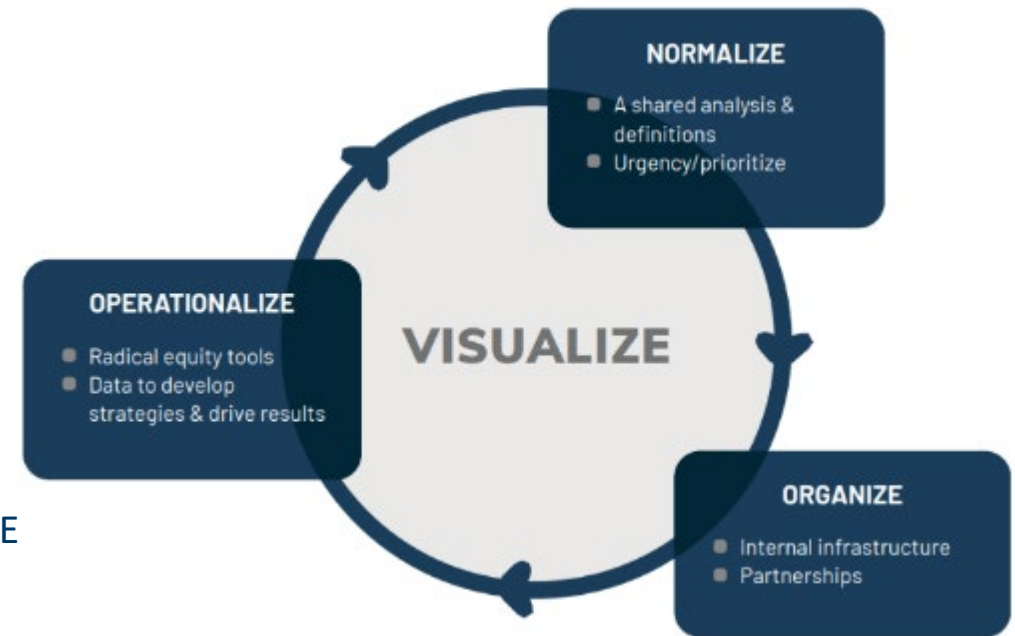 NORMALIZE
A shared analysis &
definitions
Urgency/prioritize
OPERATIONALIZE
Radical equity tools
Data to develop
strategies & drive results
VISUALIZE
ORGANIZE
Internal infrastructure
Partnerships
E